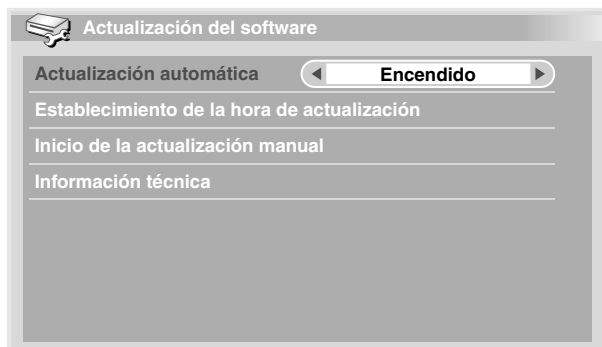 Actualización del software
Actualización automática Encendido
Establecimiento de la hora de actualización
Inicio de la actualización manual
Información técnica